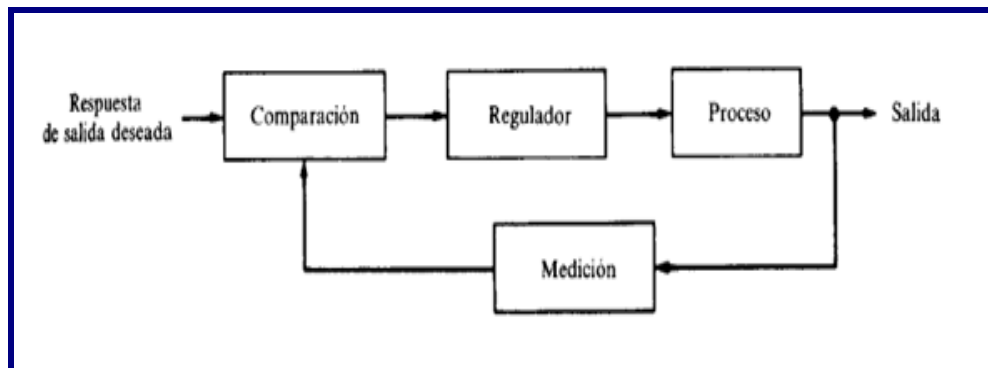 Respuesta
de salida deseada
Comparación
Regulador
Proceso
Salida
Medición